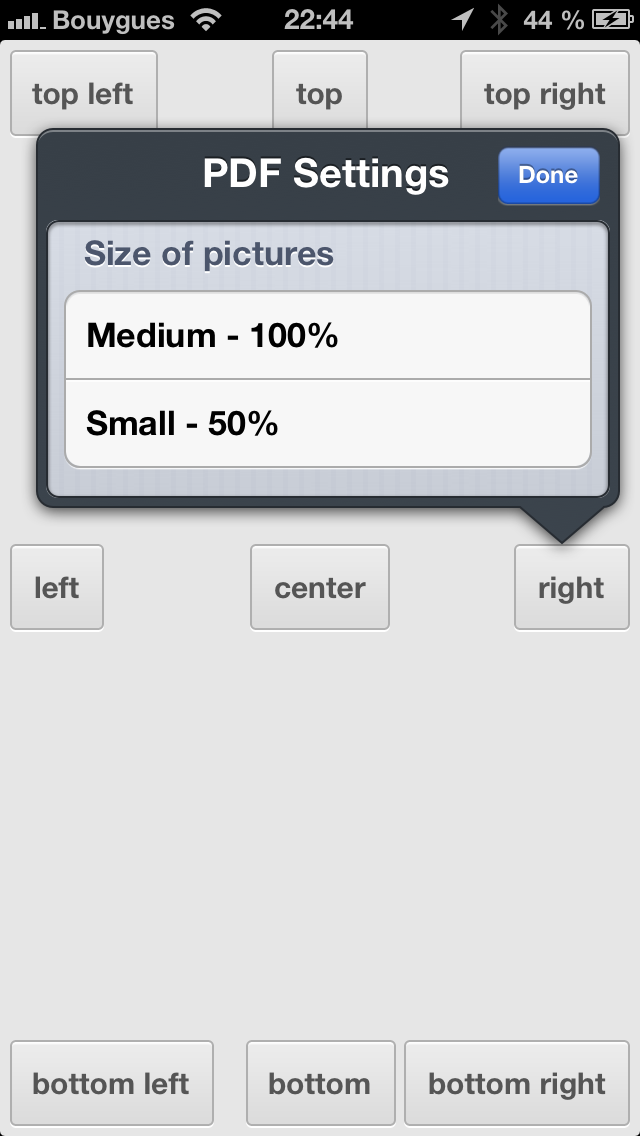 Bouygues 22:44 44 %
top left top top right
PDF Settings Done
Size of pictures
Medium - 100%
Small - 50%
left center right
bottom left bottom bottom right